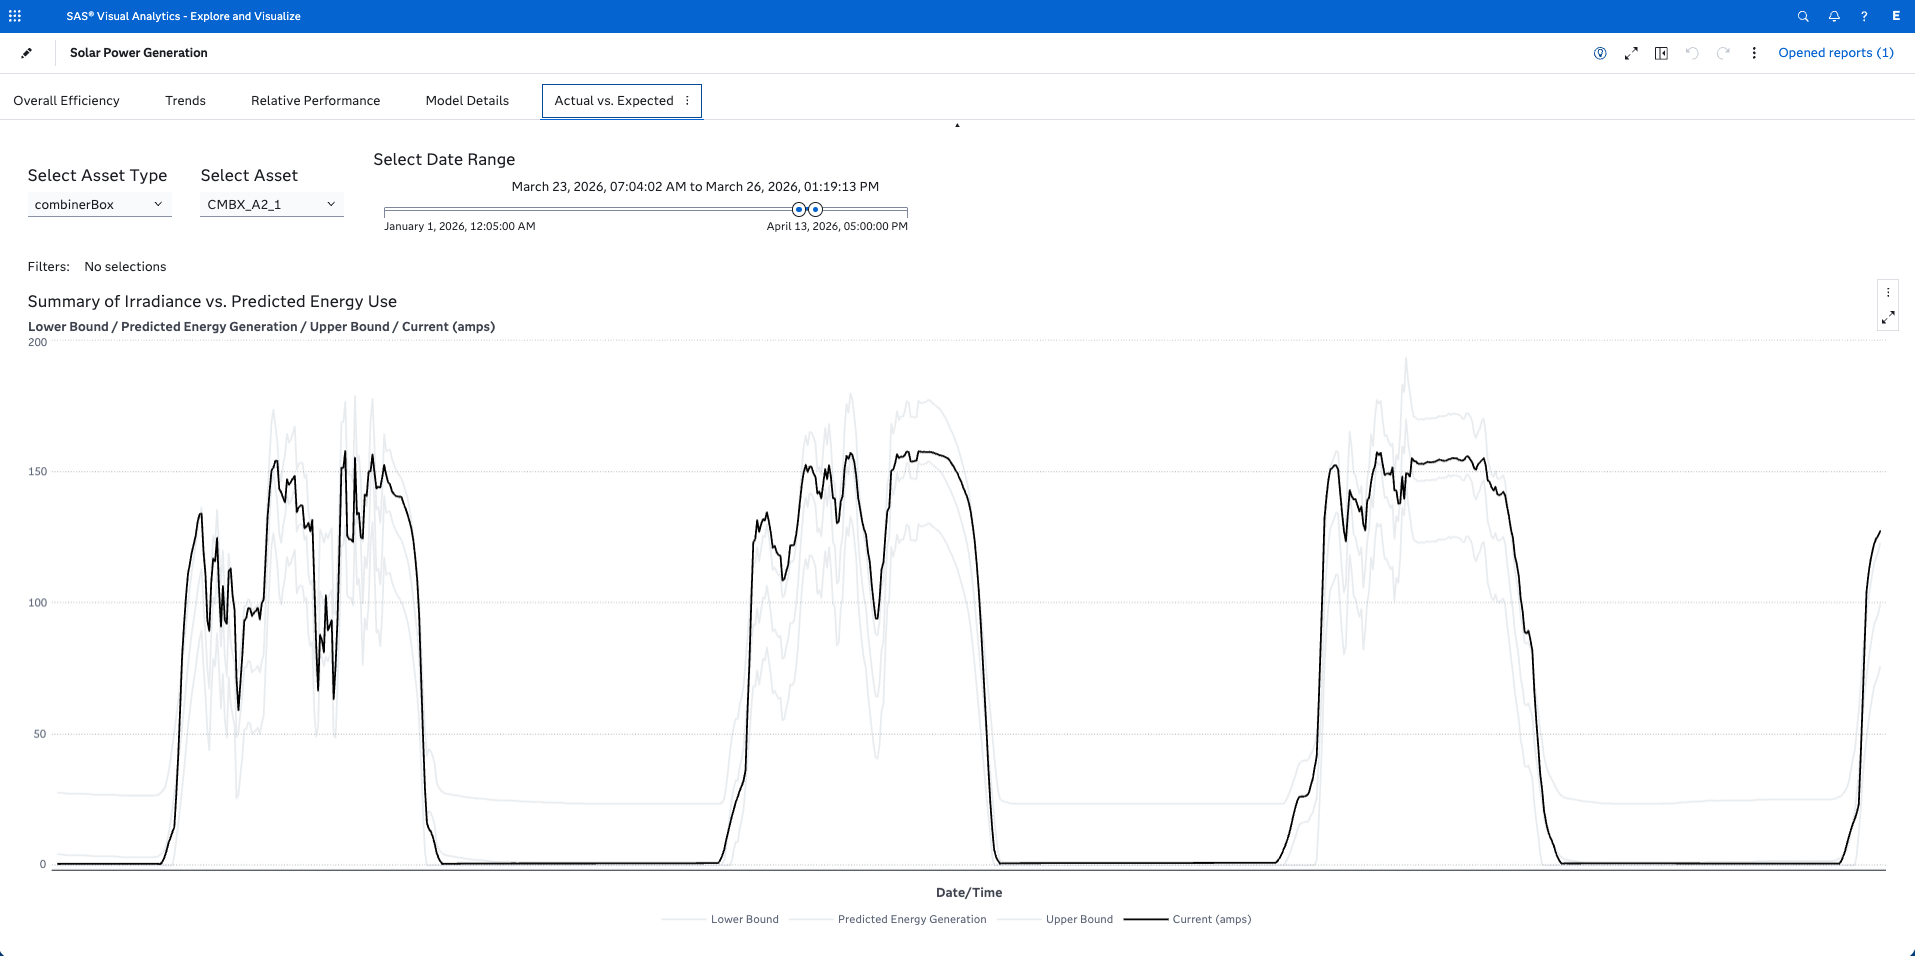 SAS® Visual Analytics - Explore and Visualize
? E
Solar Power Generation
Opened reports (1)
Overall Efficiency Trends Relative Performance Model Details Actual vs. Expected
Select Date Range
Select Asset Type Select Asset
March 23, 2026, 07:04:02 AM to March 26, 2026, 01:19:13 PM
combinerBox CMBX_A2_1
January 1, 2026, 12:05:00 AM April 13, 2026, 05:00:00 PM
Filters: No selections
Summary of Irradiance vs. Predicted Energy Use
Lower Bound / Predicted Energy Generation / Upper Bound / Current (amps)
200
150
100
50
0
Date/Time
Lower Bound Predicted Energy Generation Upper Bound Current (amps)